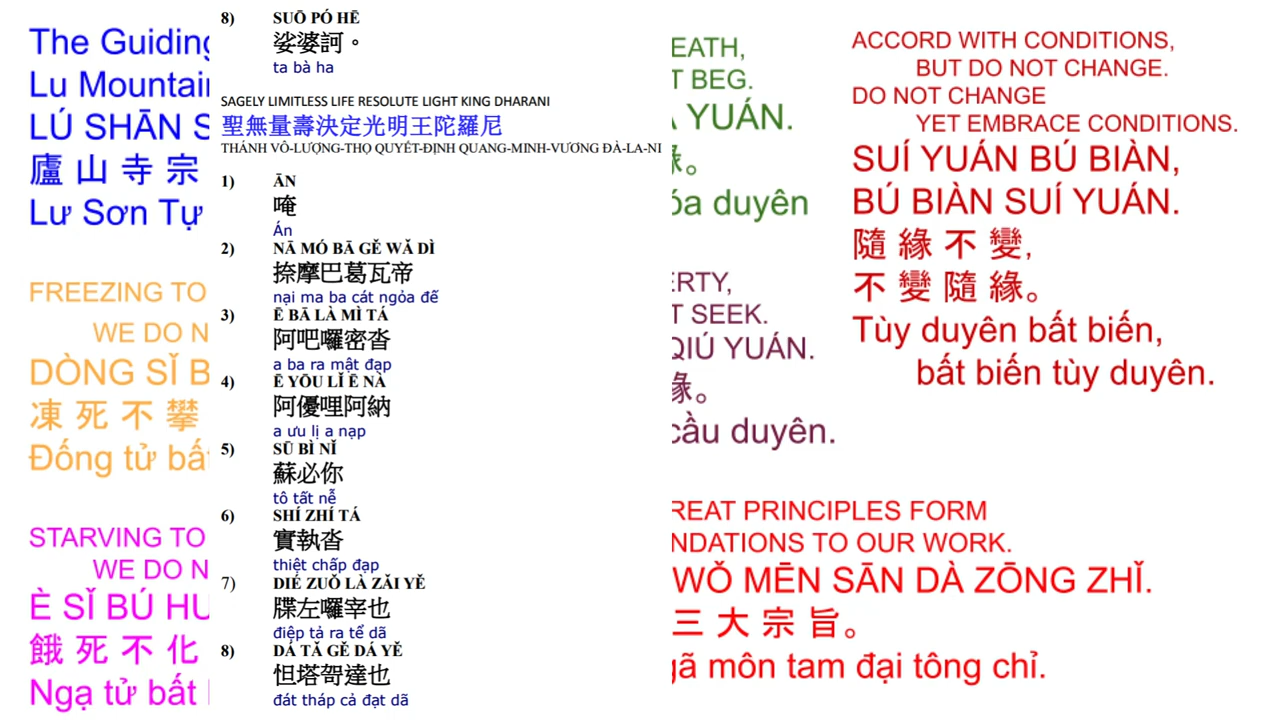 The Guiding
Lu Mountain
LÚ SHĀN S
廬 山 寺 宗
Lư Sơn Tự
FREEZING TO
WE DO N
DÒNG SǏ B
凍 死 不 攀
Đống tử bất
STARVING TO
WE DO N
È SǏ BÚ HU
餓 死 不 化
Ngạ tử bất
8) SUŌ PÓ HĒ
娑婆訶。
ta bà ha
SAGELY LIMITLESS LIFE RESOLUTE LIGHT KING DHARANI
聖無量壽決定光明王陀羅尼
THÁNH VÔ-LƯỢNG-THỌ QUYẾT-ĐỊNH QUANG-MINH-VƯƠNG ĐÀ-LA-NI
1) ĀN
唵
Án
2) NĀ MÓ BĀ GĚ WǍ DÌ
捺摩巴葛瓦帝
nại ma ba cát ngỏa đế
3) Ē BĀ LÀ MÌ TÁ
阿吧囉密沓
a ba ra mật đạp
4) Ē YŌU LǏ Ē NÀ
阿優哩阿納
a ưu lị a nạp
5) SŪ BÌ NǏ
蘇必你
tô tất nễ
6) SHÍ ZHÍ TÁ
實執沓
thiệt chấp đạp
7) DIÉ ZUǑ LÀ ZǍI YĚ
牒左囉宰也
điệp tả ra tể dã
8) DÁ TǍ GĚ DÁ YĚ
怛塔哿達也
đát tháp cả đạt dã
EATH,
T BEG.
YUÁN.
緣。
óa duyên
ERTY,
T SEEK.
QIÚ YUÁN.
緣。
cầu duyên.
ACCORD WITH CONDITIONS,
BUT DO NOT CHANGE.
DO NOT CHANGE
YET EMBRACE CONDITIONS.
SUÍ YUÁN BÚ BIÀN,
BÚ BIÀN SUÍ YUÁN.
隨 緣 不 變,
不 變 隨 緣。
Tùy duyên bất biến,
bất biến tùy duyên.
REAT PRINCIPLES FORM
NDATIONS TO OUR WORK.
WǑ MĒN SĀN DÀ ZŌNG ZHǏ.
三 大 宗 旨。
gã môn tam đại tông chỉ.